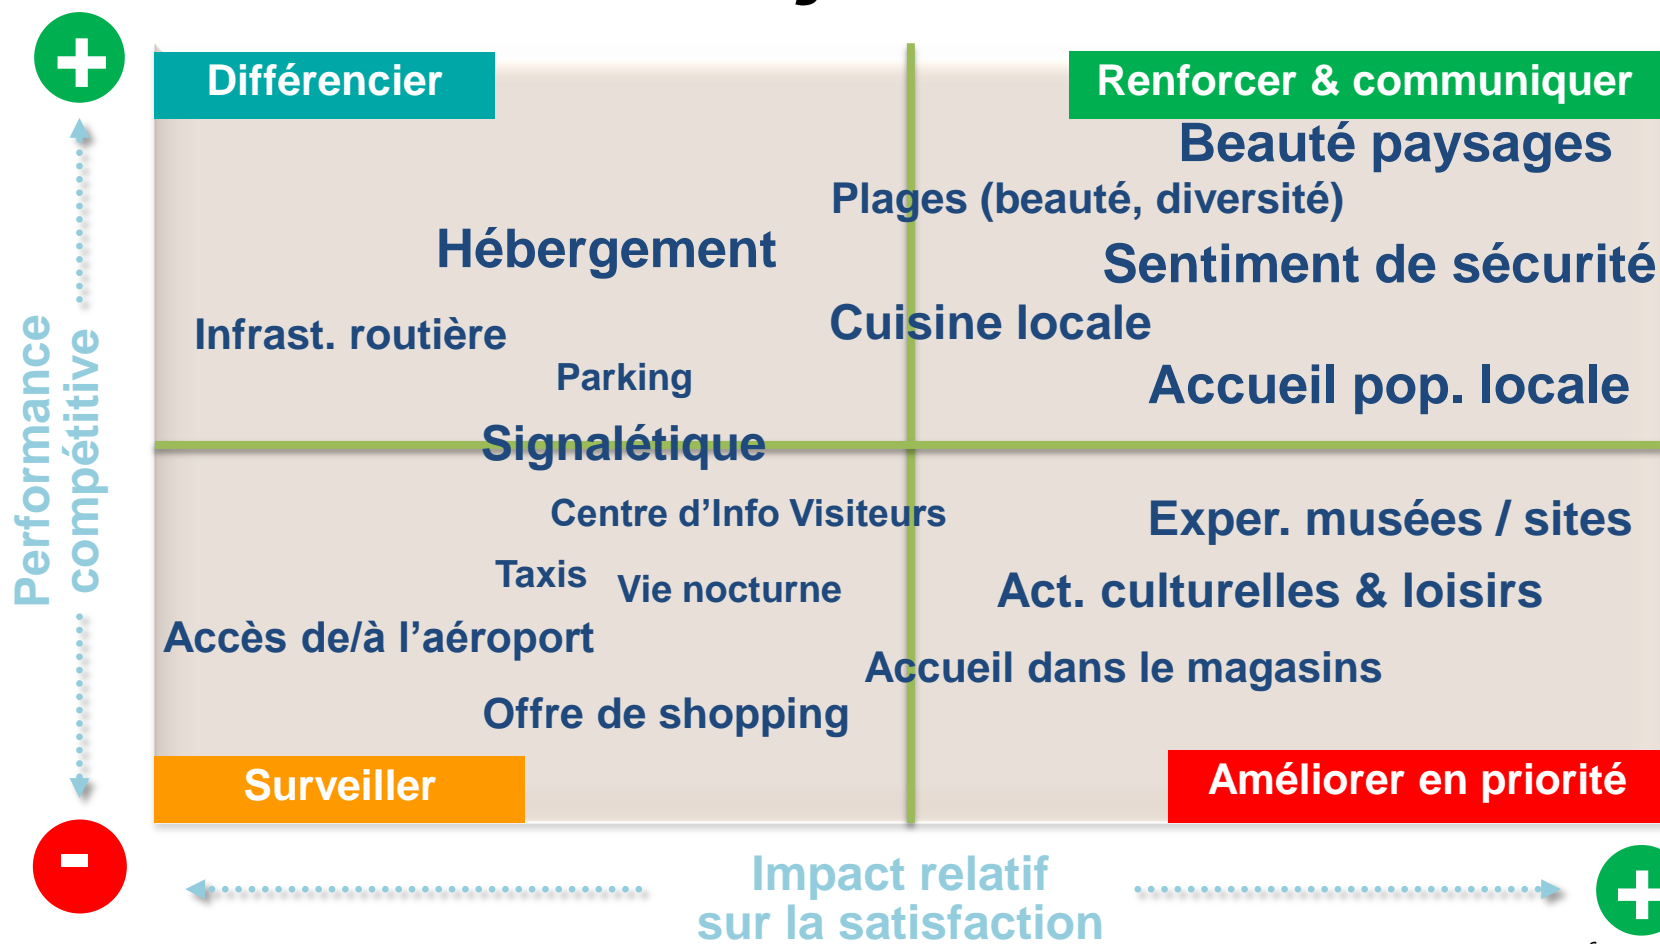 +
Différencier
Renforcer & communiquer
Beauté paysages
Plages (beauté, diversité)
Hébergement
Sentiment de sécurité
Infrast. routière
Cuisine locale
Parking
Accueil pop. locale
Signalétique
Performance
compétitive
Centre d’Info Visiteurs
Exper. musées / sites
Taxis
Vie nocturne
Act. culturelles & loisirs
Accès de/à l’aéroport
Accueil dans le magasins
Offre de shopping
Surveiller
Améliorer en priorité
-
Impact relatif
sur la satisfaction
+